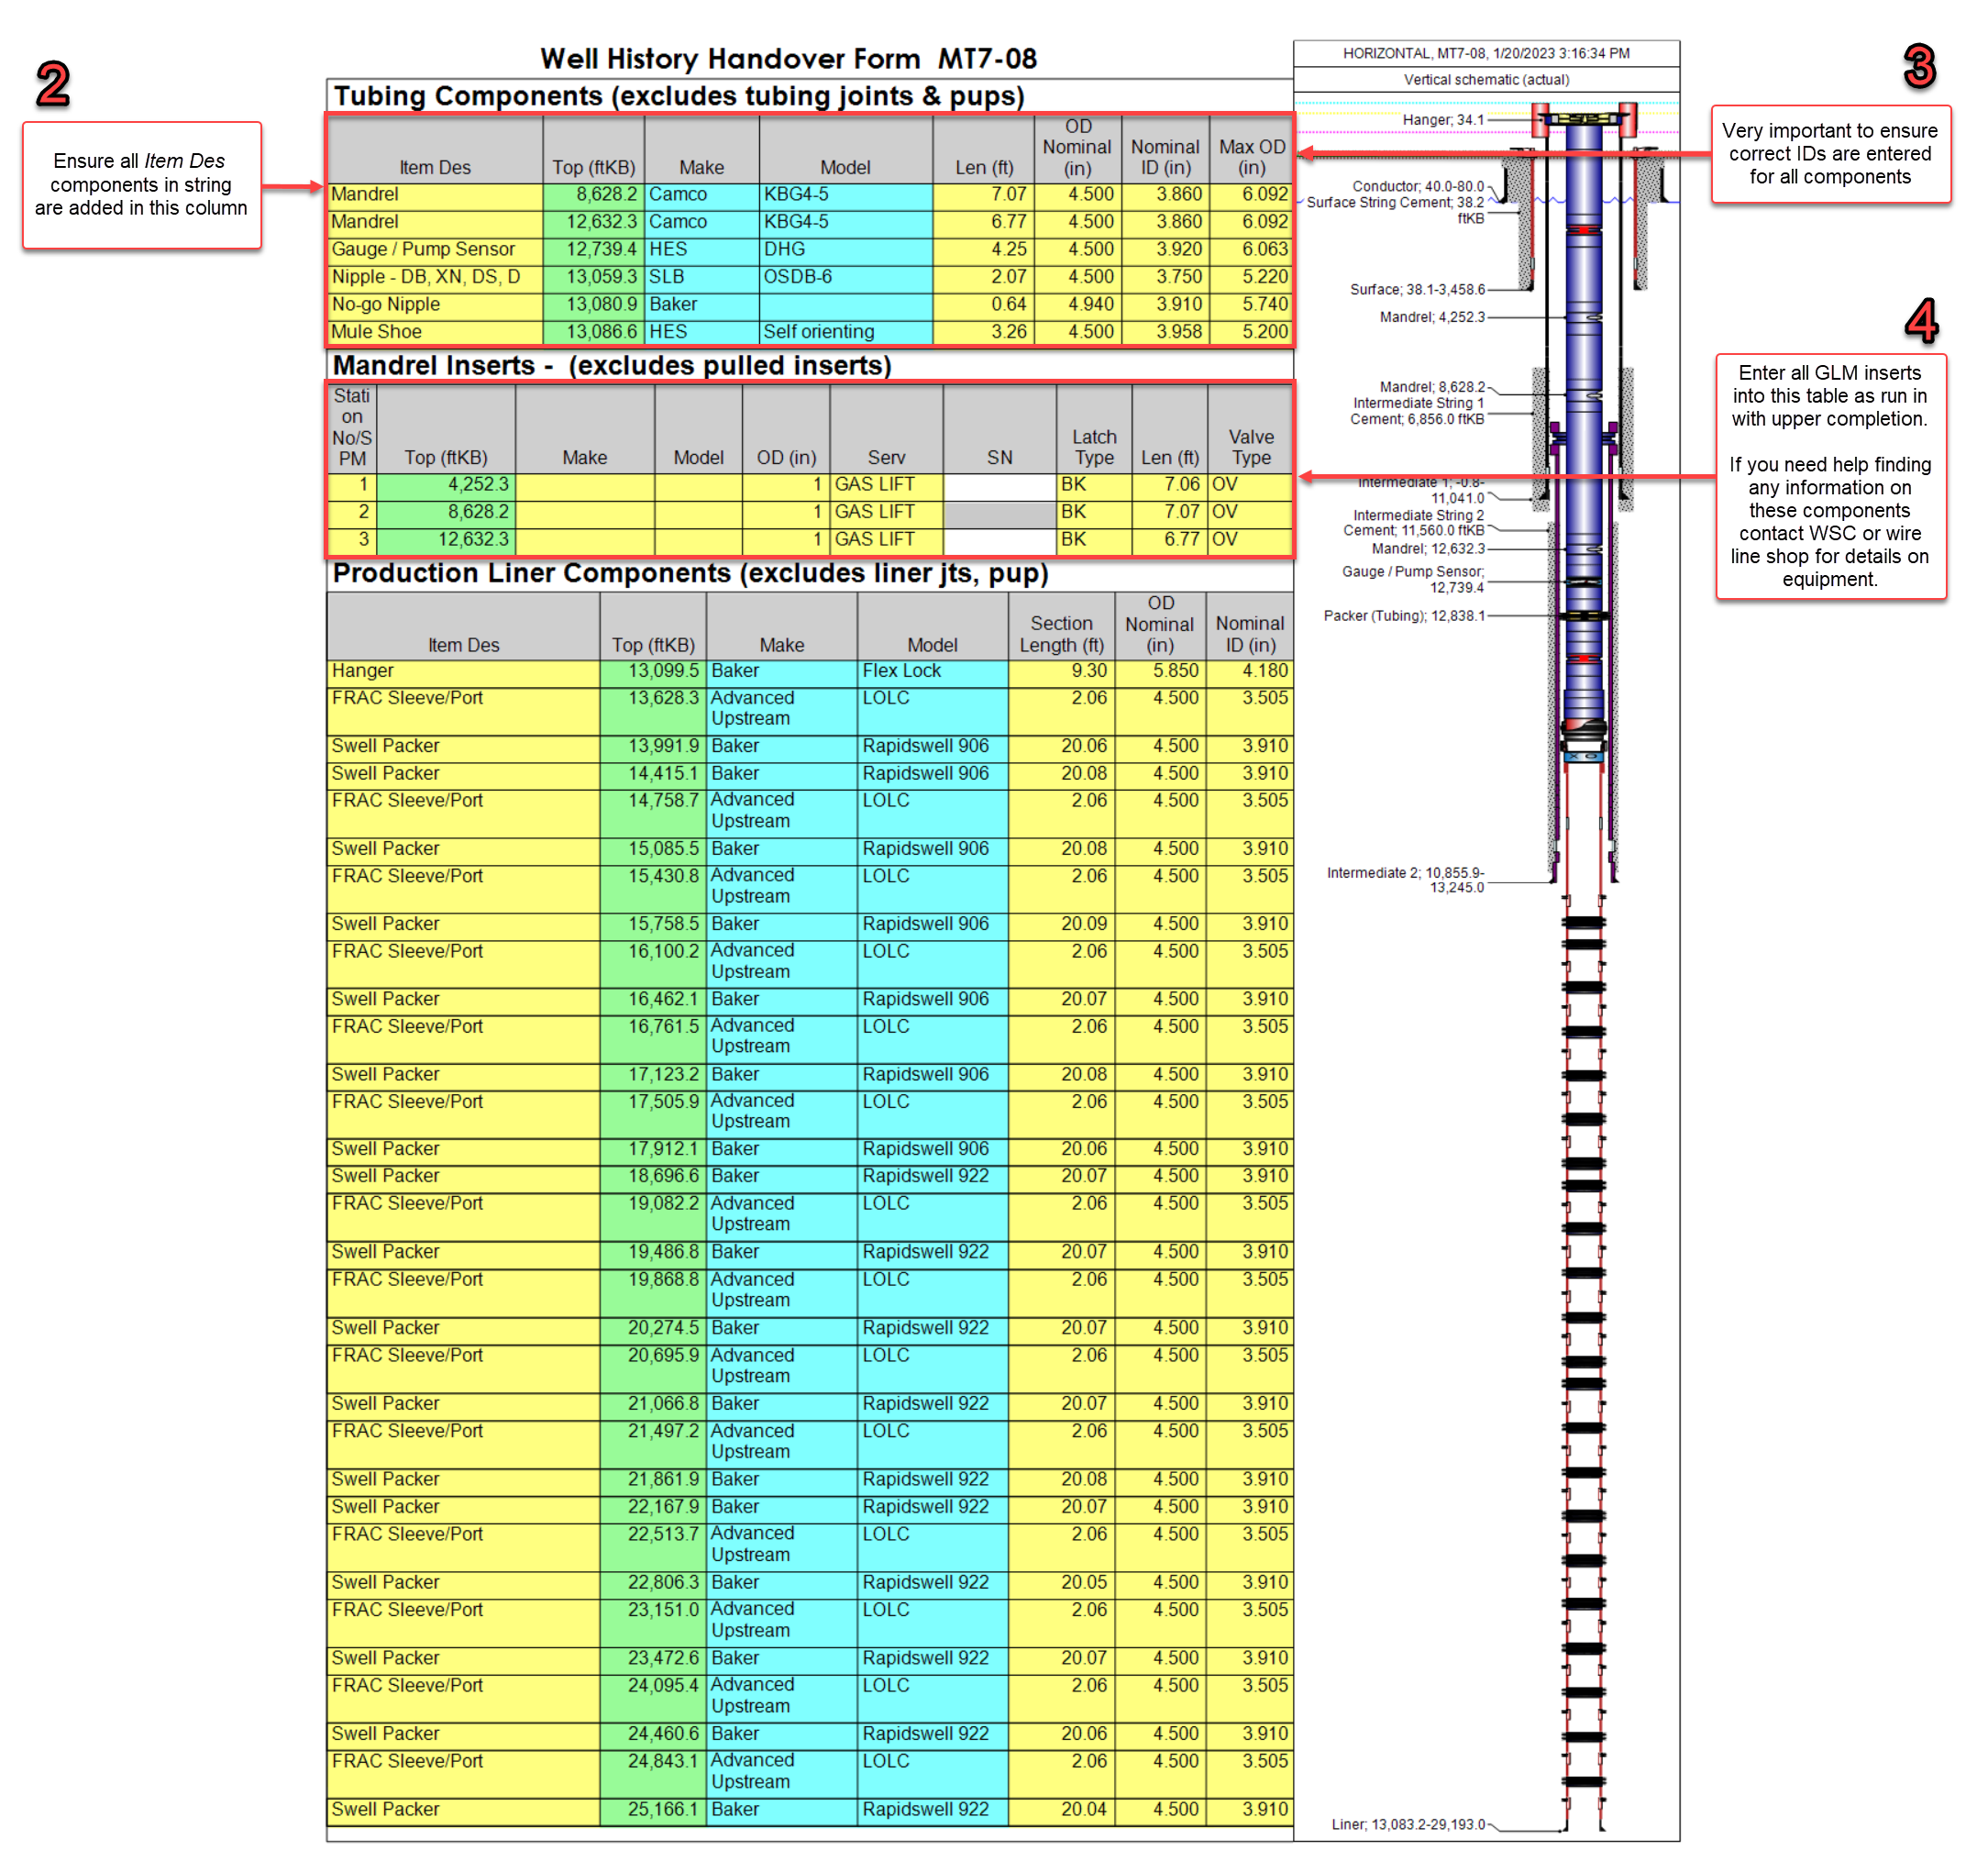 Well History Handover Form MT7-08
2
Ensure all Item Des
components in string
are added in this column
Tubing Components (excludes tubing joints & pups)
Item Des Top (ftKB) Make Model Len (ft) OD Nominal (in) Nominal ID (in) Max OD (in)
Mandrel 8,628.2 Camco KBG4-5 7.07 4.500 3.860 6.092
Mandrel 12,632.3 Camco KBG4-5 6.77 4.500 3.860 6.092
Gauge / Pump Sensor 12,739.4 HES DHG 4.25 4.500 3.920 6.063
Nipple - DB, XN, DS, D 13,059.3 SLB OSDB-6 2.07 4.500 3.750 5.220
No-go Nipple 13,080.9 Baker 0.64 4.940 3.910 5.740
Mule Shoe 13,086.6 HES Self orienting 3.26 4.500 3.958 5.200
Mandrel Inserts - (excludes pulled inserts)
Stati on No/S PM Top (ftKB) Make Model OD (in) Serv SN Latch Type Len (ft) Valve Type
1 4,252.3 1 GAS LIFT BK 7.06 OV
2 8,628.2 1 GAS LIFT BK 7.07 OV
3 12,632.3 1 GAS LIFT BK 6.77 OV
Production Liner Components (excludes liner jts, pup)
Item Des Top (ftKB) Make Model Section Length (ft) OD Nominal (in) Nominal ID (in)
Hanger 13,099.5 Baker Flex Lock 9.30 5.850 4.180
FRAC Sleeve/Port 13,628.3 Advanced Upstream LOLC 2.06 4.500 3.505
Swell Packer 13,991.9 Baker Rapidswell 906 20.06 4.500 3.910
Swell Packer 14,415.1 Baker Rapidswell 906 20.08 4.500 3.910
FRAC Sleeve/Port 14,758.7 Advanced Upstream LOLC 2.06 4.500 3.505
Swell Packer 15,085.5 Baker Rapidswell 906 20.08 4.500 3.910
FRAC Sleeve/Port 15,430.8 Advanced Upstream LOLC 2.06 4.500 3.505
Swell Packer 15,758.5 Baker Rapidswell 906 20.09 4.500 3.910
FRAC Sleeve/Port 16,100.2 Advanced Upstream LOLC 2.06 4.500 3.505
Swell Packer 16,462.1 Baker Rapidswell 906 20.07 4.500 3.910
FRAC Sleeve/Port 16,761.5 Advanced Upstream LOLC 2.06 4.500 3.505
Swell Packer 17,123.2 Baker Rapidswell 906 20.08 4.500 3.910
FRAC Sleeve/Port 17,505.9 Advanced Upstream LOLC 2.06 4.500 3.505
Swell Packer 17,912.1 Baker Rapidswell 906 20.06 4.500 3.910
Swell Packer 18,696.6 Baker Rapidswell 922 20.07 4.500 3.910
FRAC Sleeve/Port 19,082.2 Advanced Upstream LOLC 2.06 4.500 3.505
Swell Packer 19,486.8 Baker Rapidswell 922 20.07 4.500 3.910
FRAC Sleeve/Port 19,868.8 Advanced Upstream LOLC 2.06 4.500 3.505
Swell Packer 20,274.5 Baker Rapidswell 922 20.07 4.500 3.910
FRAC Sleeve/Port 20,695.9 Advanced Upstream LOLC 2.06 4.500 3.505
Swell Packer 21,066.8 Baker Rapidswell 922 20.07 4.500 3.910
FRAC Sleeve/Port 21,497.2 Advanced Upstream LOLC 2.06 4.500 3.505
Swell Packer 21,861.9 Baker Rapidswell 922 20.08 4.500 3.910
Swell Packer 22,167.9 Baker Rapidswell 922 20.07 4.500 3.910
FRAC Sleeve/Port 22,513.7 Advanced Upstream LOLC 2.06 4.500 3.505
Swell Packer 22,806.3 Baker Rapidswell 922 20.05 4.500 3.910
FRAC Sleeve/Port 23,151.0 Advanced Upstream LOLC 2.06 4.500 3.505
Swell Packer 23,472.6 Baker Rapidswell 922 20.07 4.500 3.910
FRAC Sleeve/Port 24,095.4 Advanced Upstream LOLC 2.06 4.500 3.505
Swell Packer 24,460.6 Baker Rapidswell 922 20.06 4.500 3.910
FRAC Sleeve/Port 24,843.1 Advanced Upstream LOLC 2.06 4.500 3.505
Swell Packer 25,166.1 Baker Rapidswell 922 20.04 4.500 3.910
HORIZONTAL, MT7-08, 1/20/2023 3:16:34 PM
Vertical schematic (actual)
Hanger; 34.1
Conductor; 40.0-80.0
Surface String Cement; 38.2
ftKB
Surface; 38.1-3,458.6
Mandrel; 4,252.3
Mandrel; 8,628.2
Intermediate String 1
Cement; 6,856.0 ftKB
Intermediate 1; -0.8-
11,041.0
Intermediate String 2
Cement; 11,560.0 ftKB
Mandrel; 12,632.3
Gauge / Pump Sensor;
12,739.4
Packer (Tubing); 12,838.1
X O
Intermediate 2; 10,855.9-
13,245.0
Liner; 13,083.2-29,193.0
3
Very important to ensure
correct IDs are entered
for all components
4
Enter all GLM inserts
into this table as run in
with upper completion.
If you need help finding
any information on
these components
contact WSC or wire
line shop for details on
equipment.